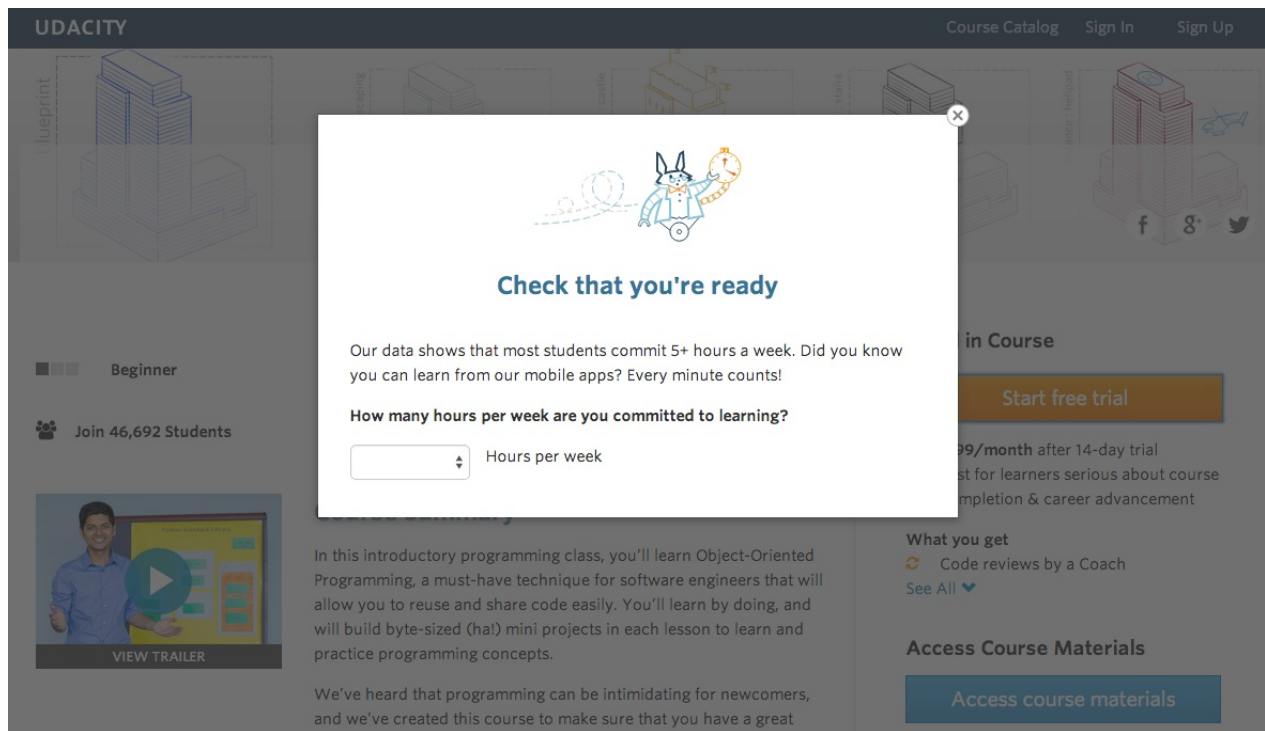 UDACITY
Course Catalog Sign In Sign Up
blueprint
castle
stairs
Check that you're ready
Our data shows that most students commit 5+ hours a week. Did you know
you can learn from our mobile apps? Every minute counts!
How many hours per week are you committed to learning?
Hours per week
Beginner
Join 46,692 Students
VIEW TRAILER
In this introductory programming class, you'll learn Object-Oriented
Programming, a must-have technique for software engineers that will
allow you to reuse and share code easily. You'll learn by doing, and
will build byte-sized (ha!) mini projects in each lesson to learn and
practice programming concepts.
We've heard that programming can be intimidating for newcomers,
and we've created this course to make sure that you have a great
in Course
Start free trial
99/month after 14-day trial
st for learners serious about course
mpletion & career advancement
What you get
Code reviews by a Coach
See All
Access Course Materials
Access course materials
f
8+